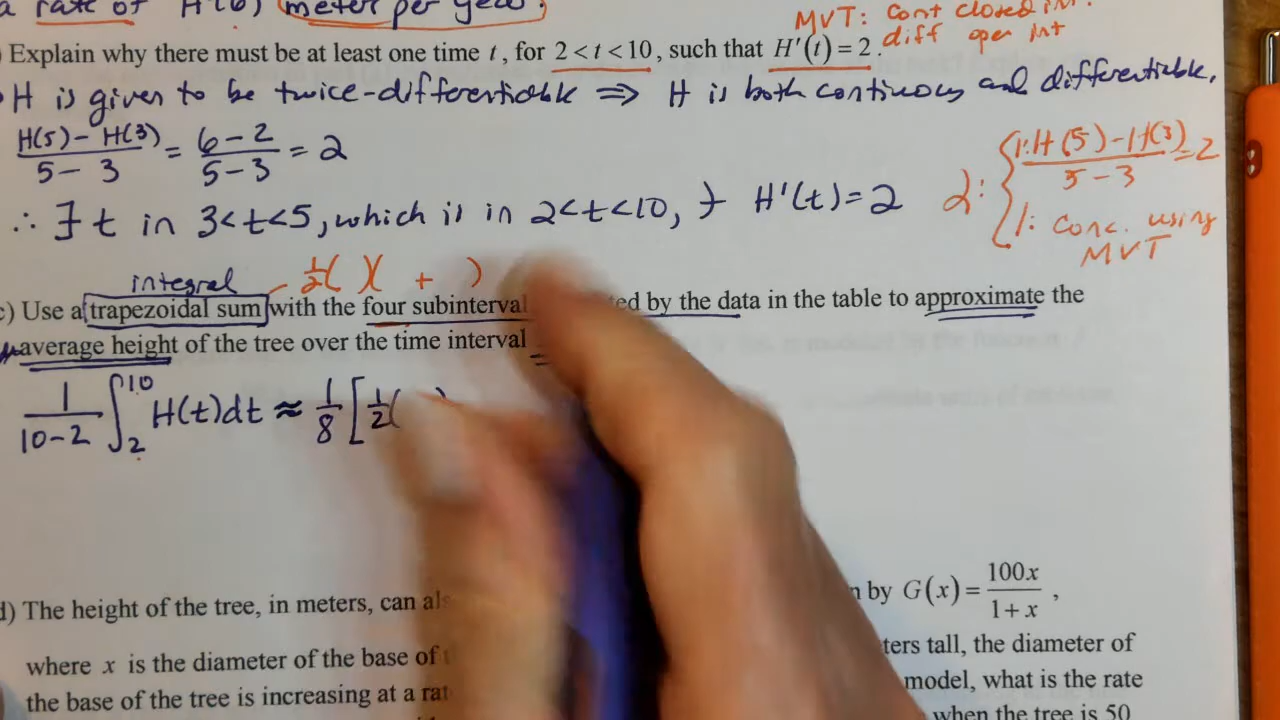 a rate of H'(6) meter per year.
MVT: Cont closed int.
diff open int
) Explain why there must be at least one time t, for 2 < t < 10, such that H'(t) = 2.
H is given to be twice-differentiable ⇒ H is both continuous and differentiable.
H(5) - H(3) / 5 - 3 = 6 - 2 / 5 - 3 = 2
2: { 1: H(5) - H(3) / 5 - 3 = 2
1: Conc. using MVT
∴ ∃ t in 3<t<5, which is in 2<t<10, ∋ H'(t) = 2
integral
1/2( )( + )
c) Use a trapezoidal sum with the four subinterval ted by the data in the table to approximate the
average height of the tree over the time interval
1 / 10-2 ∫ 2 10 H(t)dt ≈ 1/8 [ 1/2( )
d) The height of the tree, in meters, can al by G(x) = 100x / 1 + x ,
where x is the diameter of the base of ters tall, the diameter of
the base of the tree is increasing at a rat model, what is the rate
when the tree is 50